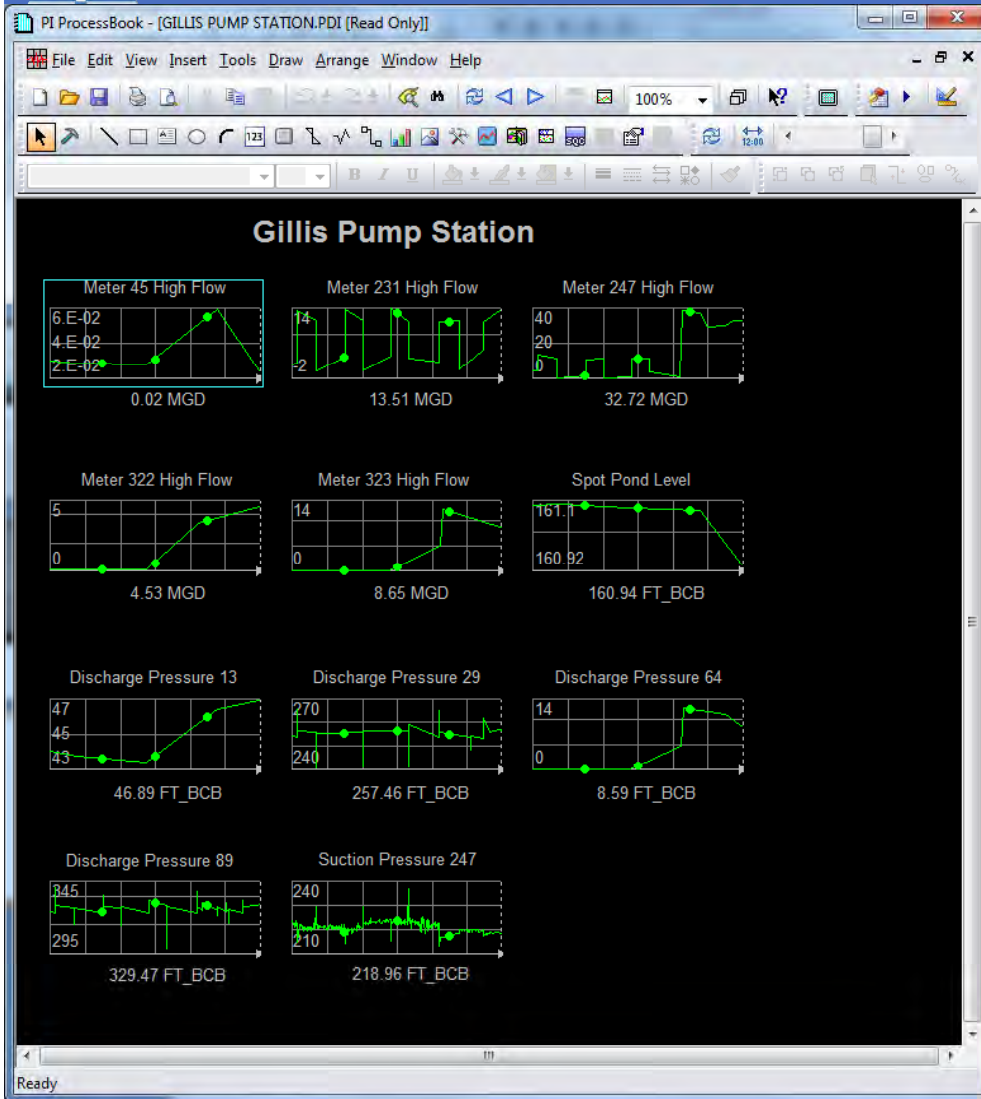 PI ProcessBook - [GILLIS PUMP STATION.PDI [Read Only]]
File Edit View Insert Tools Draw Arrange Window Help
100%
123
SQC
12:00
B I U
Gillis Pump Station
Meter 45 High Flow
6.E-02
4.E-02
2.E-02
0.02 MGD
Meter 231 High Flow
14
-2
13.51 MGD
Meter 247 High Flow
40
20
0
32.72 MGD
Meter 322 High Flow
5
0
4.53 MGD
Meter 323 High Flow
14
0
8.65 MGD
Spot Pond Level
161.1
160.92
160.94 FT_BCB
Discharge Pressure 13
47
45
43
46.89 FT_BCB
Discharge Pressure 29
270
240
257.46 FT_BCB
Discharge Pressure 64
14
0
8.59 FT_BCB
Discharge Pressure 89
345
295
329.47 FT_BCB
Suction Pressure 247
240
210
218.96 FT_BCB
Ready